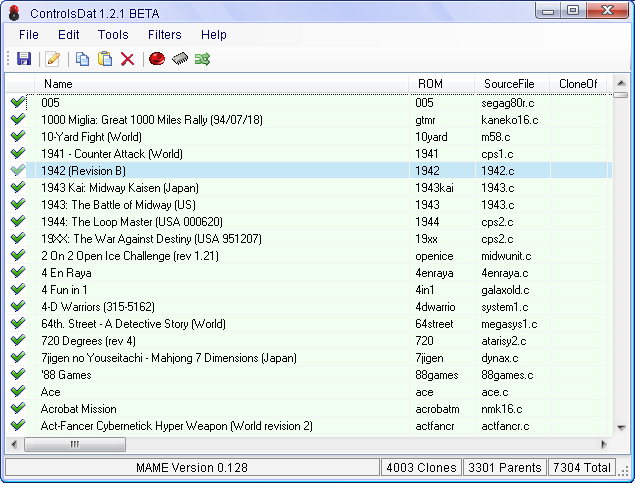 ControlsDat 1.2.1 BETA
File Edit Tools Filters Help
Name ROM SourceFile CloneOf
005 005 segag80r.c
1000 Miglia: Great 1000 Miles Rally (94/07/18) gtmr kaneko16.c
10-Yard Fight (World) 10yard m58.c
1941 - Counter Attack (World) 1941 cps1.c
1942 (Revision B) 1942 1942.c
1943 Kai: Midway Kaisen (Japan) 1943kai 1943.c
1943: The Battle of Midway (US) 1943 1943.c
1944: The Loop Master (USA 000620) 1944 cps2.c
19XX: The War Against Destiny (USA 951207) 19xx cps2.c
2 On 2 Open Ice Challenge (rev 1.21) openice midwunit.c
4 En Raya 4enraya 4enraya.c
4 Fun in 1 4in1 galaxold.c
4-D Warriors (315-5162) 4dwarrio system1.c
64th. Street - A Detective Story (World) 64street megasys1.c
720 Degrees (rev 4) 720 atarisy2.c
7jigen no Youseitachi - Mahjong 7 Dimensions (Japan) 7jigen dynax.c
'88 Games 88games 88games.c
Ace ace ace.c
Acrobat Mission acrobatm nmk16.c
Act-Fancer Cybernetick Hyper Weapon (World revision 2) actfancr actfancr.c
MAME Version 0.128 4003 Clones 3301 Parents 7304 Total